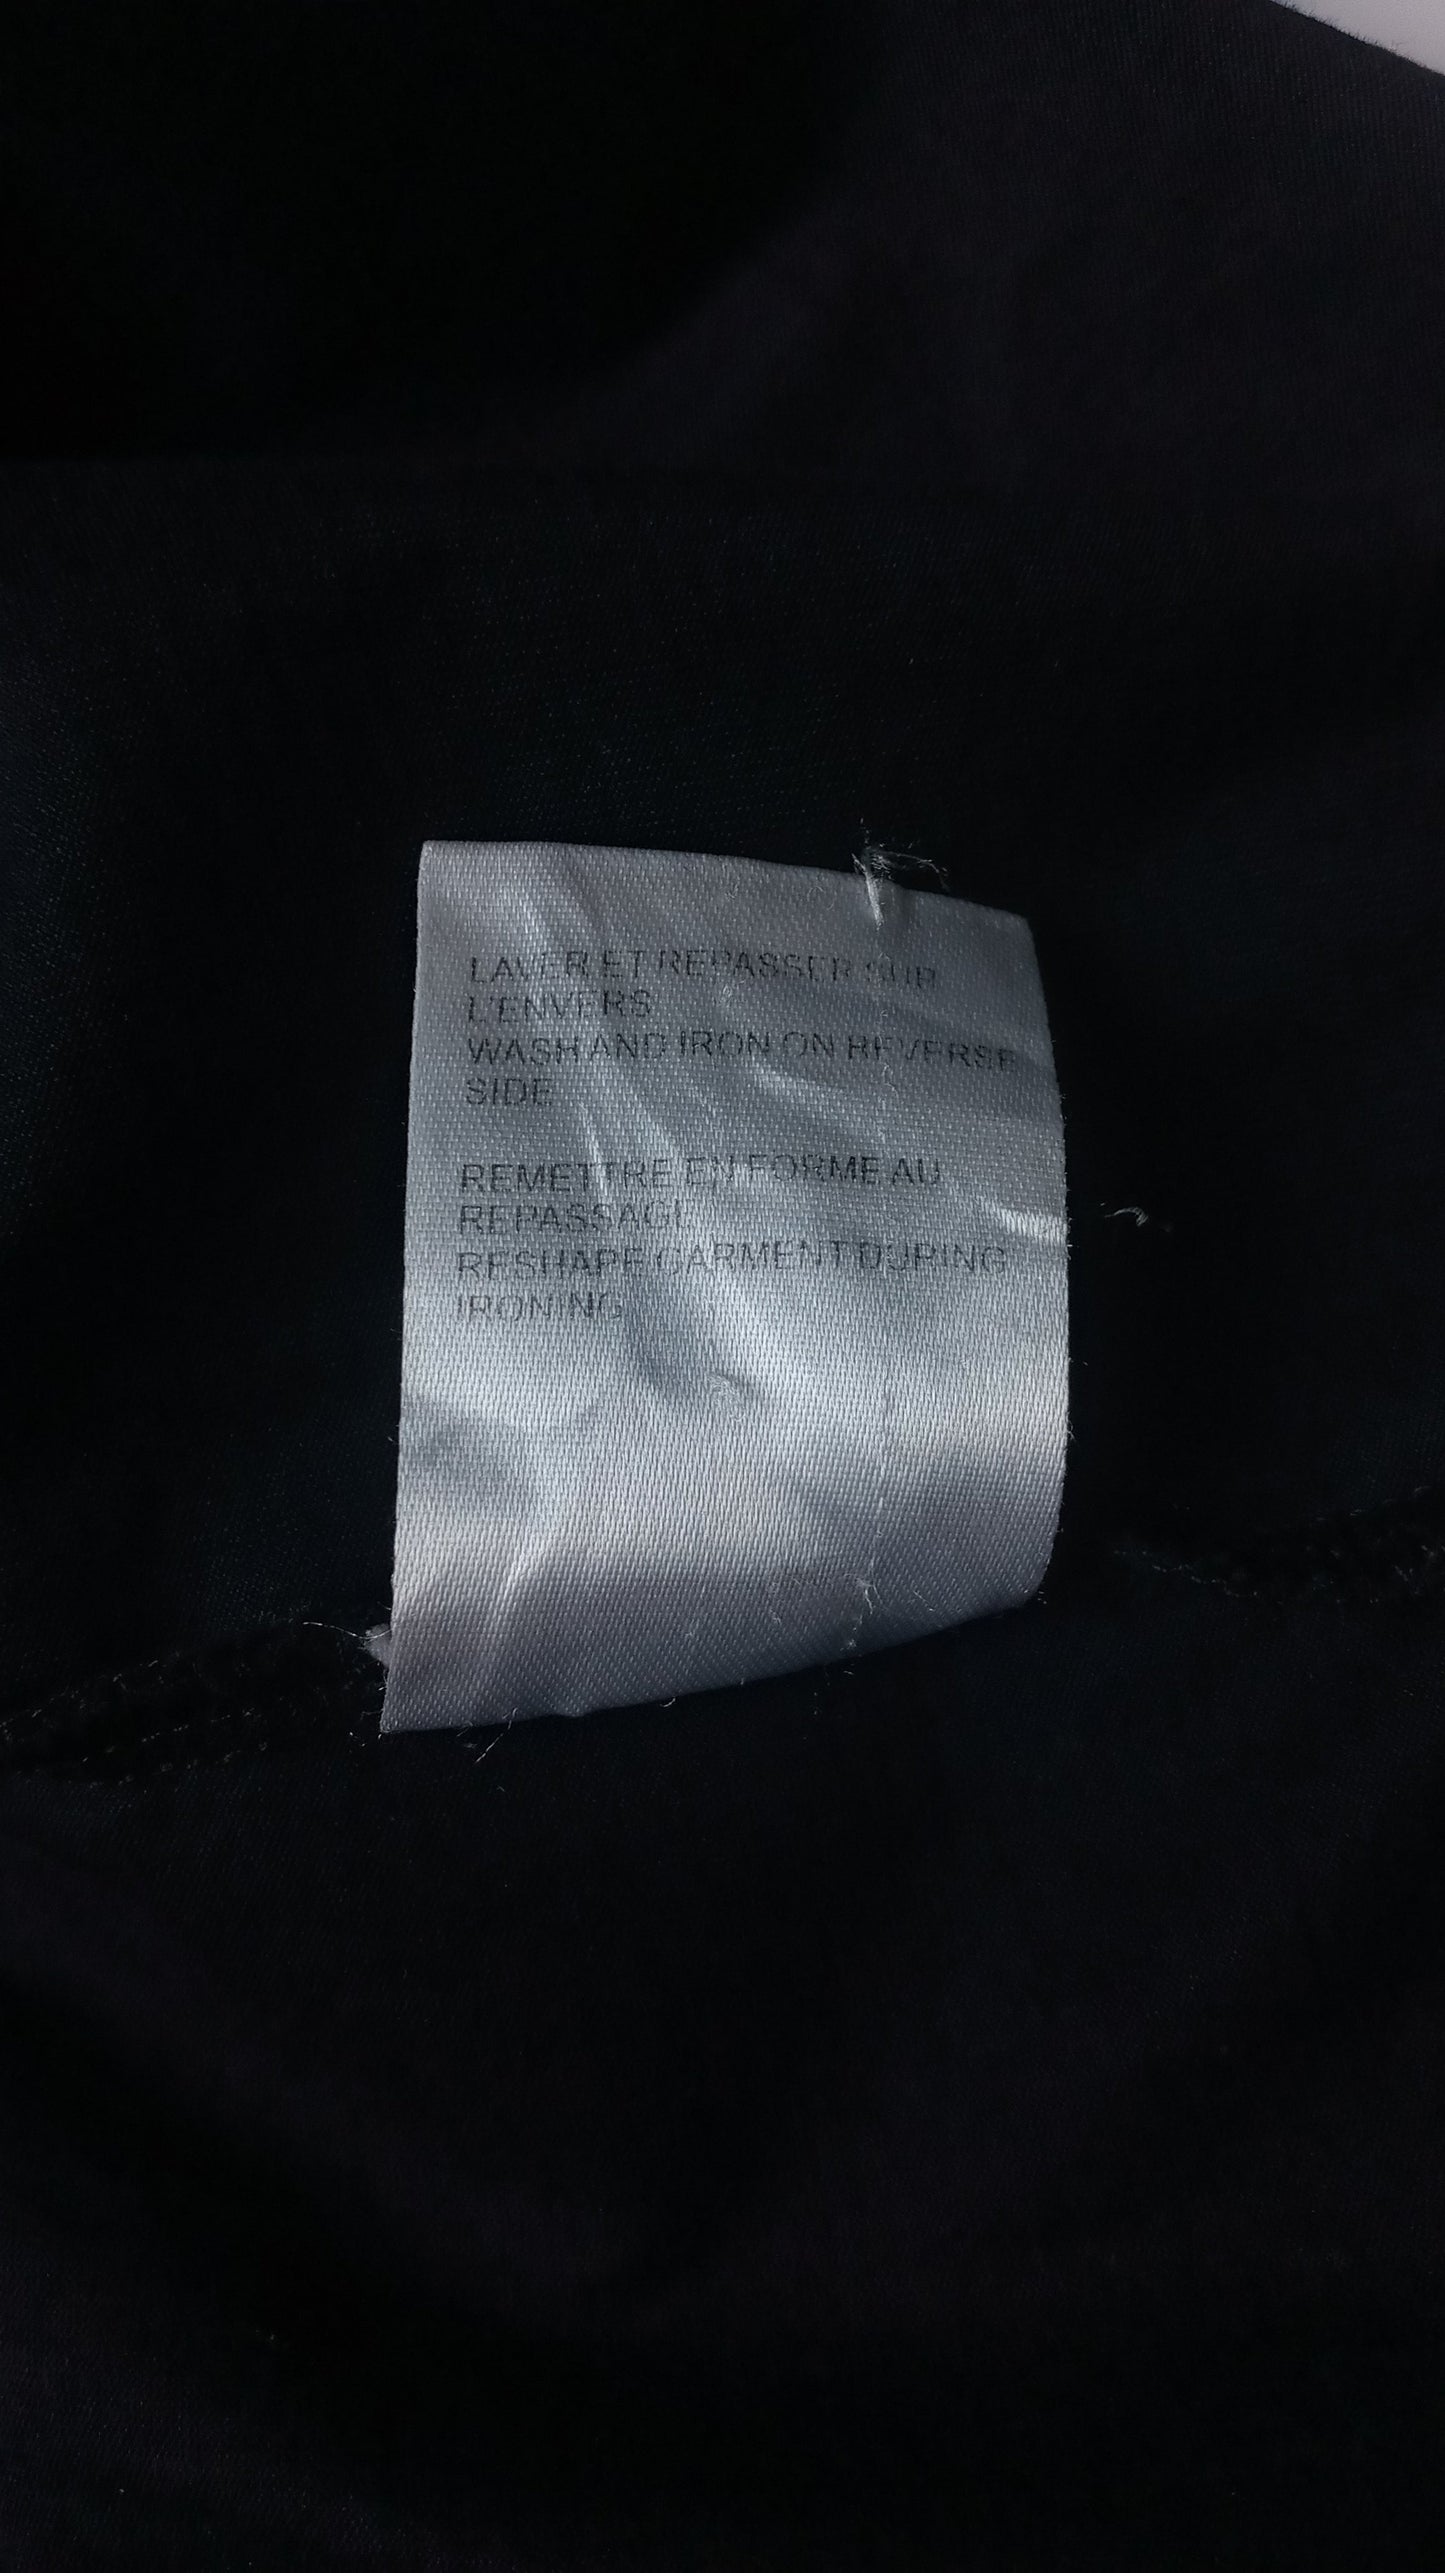 LAVER ET REPASSER SUR
L'ENVERS
WASH AND IRON ON REVERSE
SIDE
REMETTRE EN FORME AU
REPASSAGE
RESHAPE GARMENT DURING
IRONING